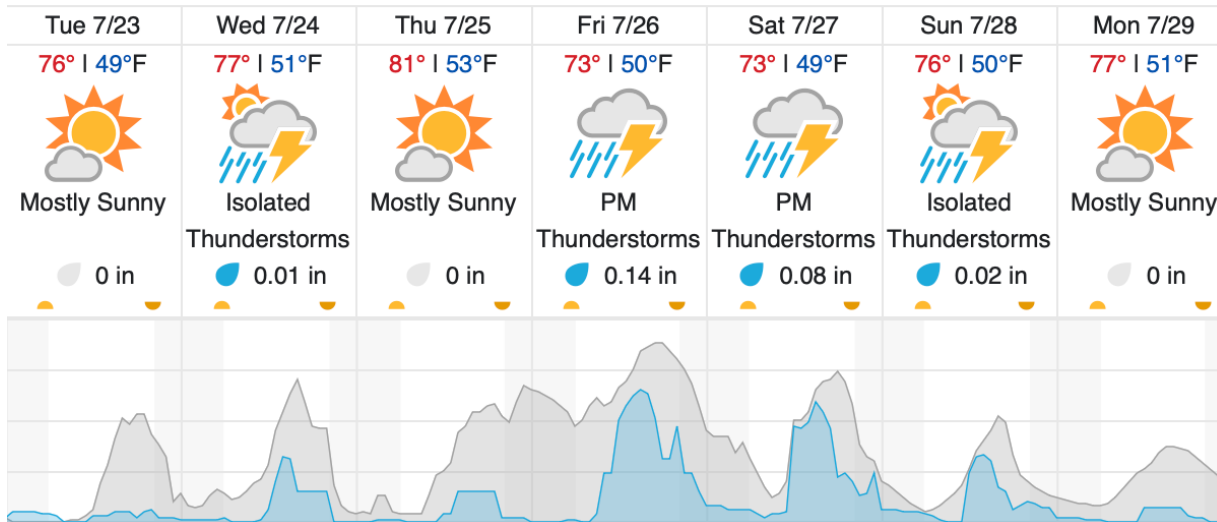 Tue 7/23 Wed 7/24 Thu 7/25 Fri 7/26 Sat 7/27 Sun 7/28 Mon 7/29
76° | 49°F 77° | 51°F 81° | 53°F 73° | 50°F 73° | 49°F 76° | 50°F 77° | 51°F
Mostly Sunny Isolated Mostly Sunny PM PM Isolated Mostly Sunny
Thunderstorms Thunderstorms Thunderstorms Thunderstorms
0 in 0.01 in 0 in 0.14 in 0.08 in 0.02 in 0 in